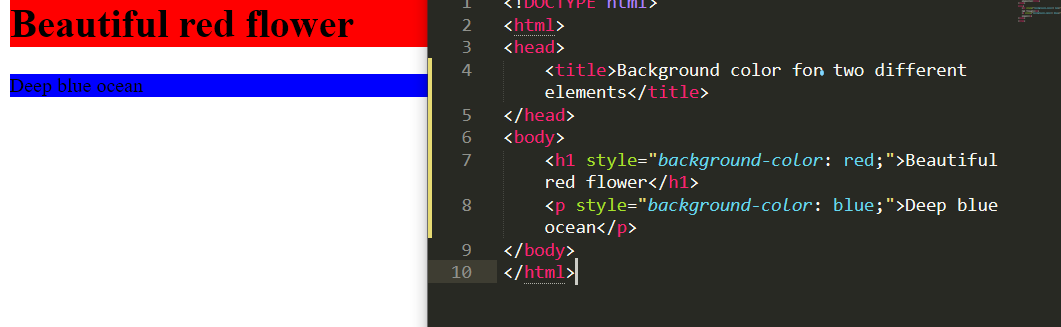 Beautiful red flower
Deep blue ocean
1 <!DOCTYPE html>
2 <html>
3 <head>
4 <title>Background color fon two different
elements</title>
5 </head>
6 <body>
7 <h1 style="background-color: red;">Beautiful
red flower</h1>
8 <p style="background-color: blue;">Deep blue
ocean</p>
9 </body>
10 </html>